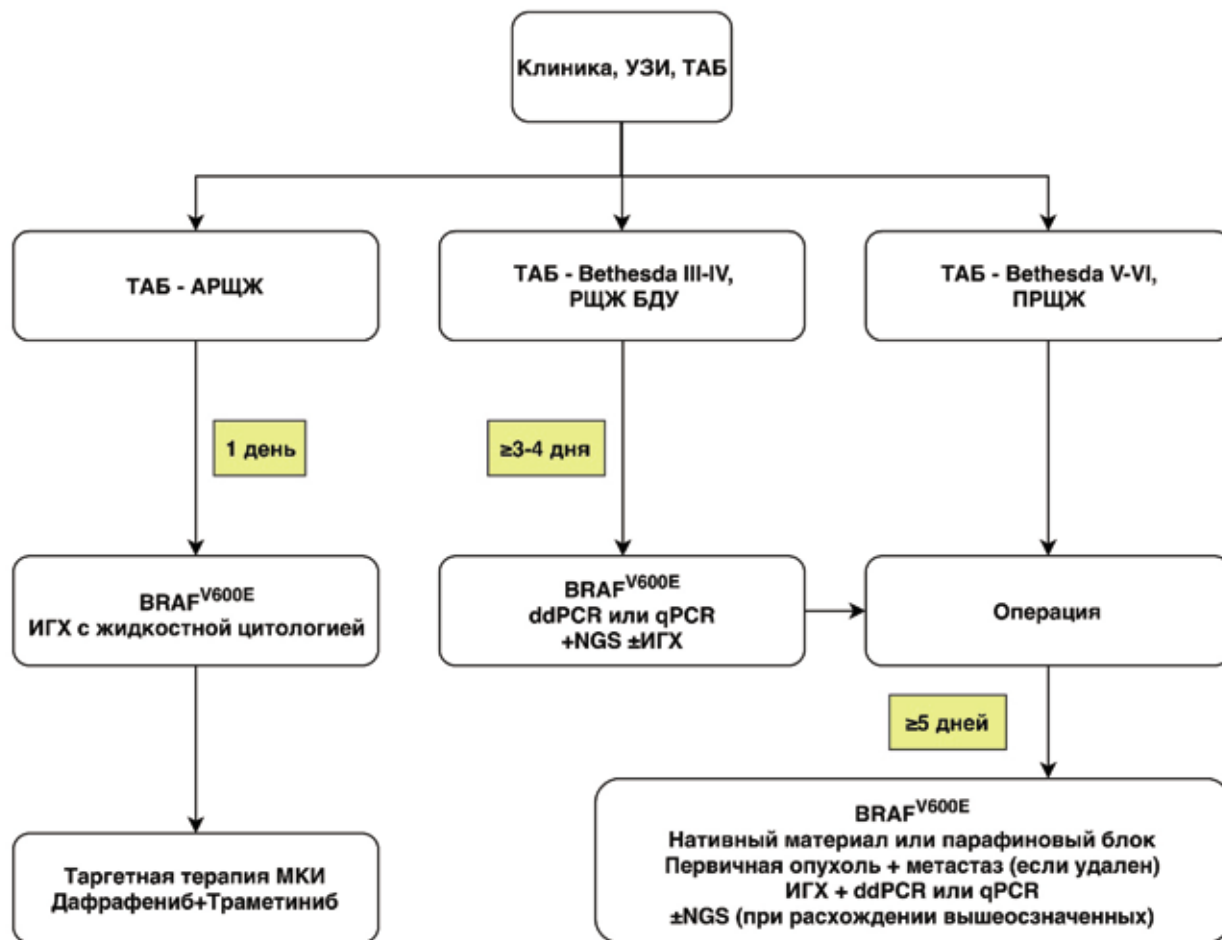 Клиника, УЗИ, ТАБ
ТАБ - АРЩЖ
ТАБ - Bethesda III-IV,
РЩЖ БДУ
ТАБ - Bethesda V-VI,
ПРЩЖ
1 день
≥3-4 дня
BRAFV600E
ИГХ с жидкостной цитологией
BRAFV600E
ddPCR или qPCR
+NGS ±ИГХ
Операция
≥5 дней
Таргетная терапия МКИ
Дафрафениб+Траметиниб
BRAFV600E
Нативный материал или парафиновый блок
Первичная опухоль + метастаз (если удален)
ИГХ + ddPCR или qPCR
±NGS (при расхождении вышеосзначенных)